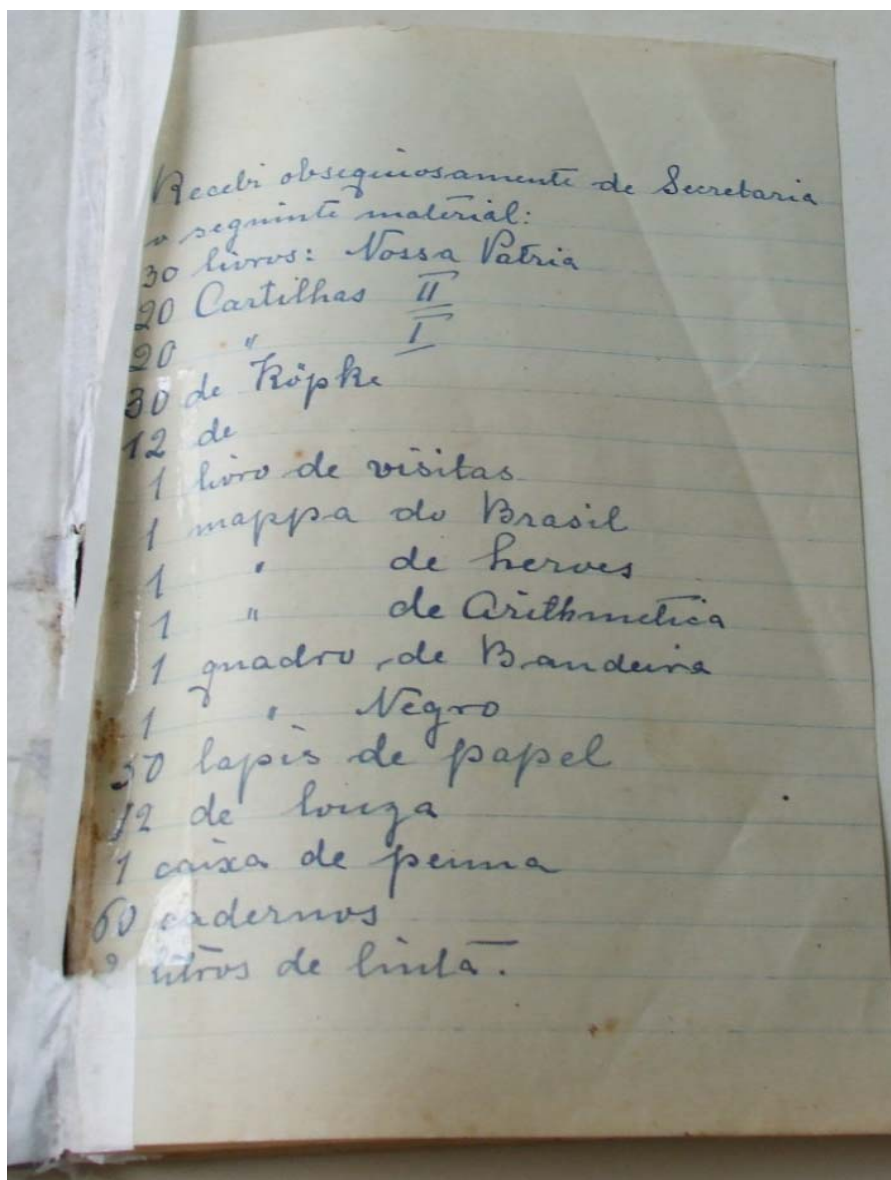 Recebi obsequiosamente de Secretaria
o seguinte material:
30 livros: Nossa Patria
20 Cartilhas II
20 " I
30 de Köpke
12 de
1 livro de visitas
1 mappa do Brasil
1 " de heroes
1 " de Arithmetica
1 quadro de Bandeira
1 " Negro
50 lapis de papel
12 de louza
1 caixa de penna
60 cadernos
litros de tinta.